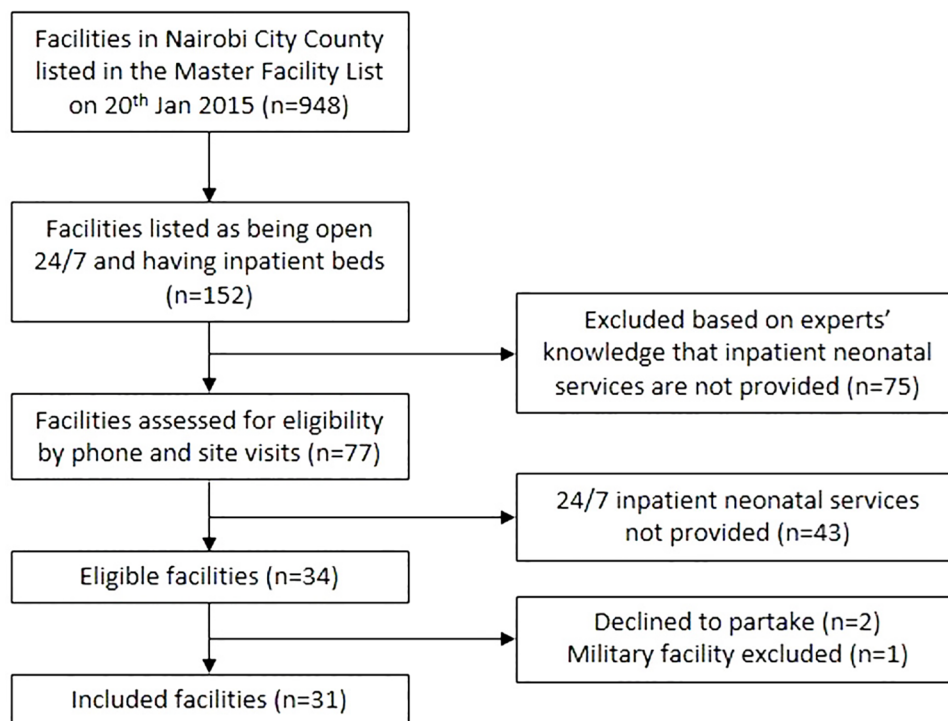 Facilities in Nairobi City County
listed in the Master Facility List
on 20th Jan 2015 (n=948)
Facilities listed as being open
24/7 and having inpatient beds
(n=152)
Excluded based on experts’
knowledge that inpatient neonatal
services are not provided (n=75)
Facilities assessed for eligibility
by phone and site visits (n=77)
24/7 inpatient neonatal services
not provided (n=43)
Eligible facilities (n=34)
Declined to partake (n=2)
Military facility excluded (n=1)
Included facilities (n=31)